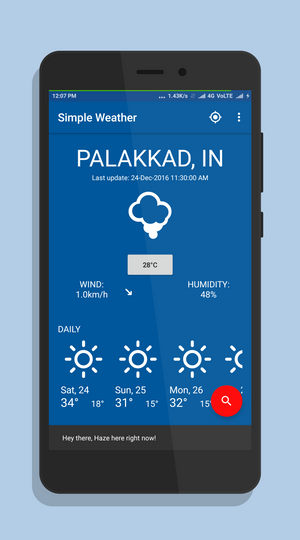 12:07 PM ... 1.43K/s 4G VoLTE
Simple Weather
PALAKKAD, IN
Last update: 24-Dec-2016 11:30:00 AM
28°C
WIND: HUMIDITY:
1.0km/h 48%
DAILY
Sat, 24 Sun, 25 Mon, 26
34° 18° 31° 15° 32° 15°
Hey there, Haze here right now!